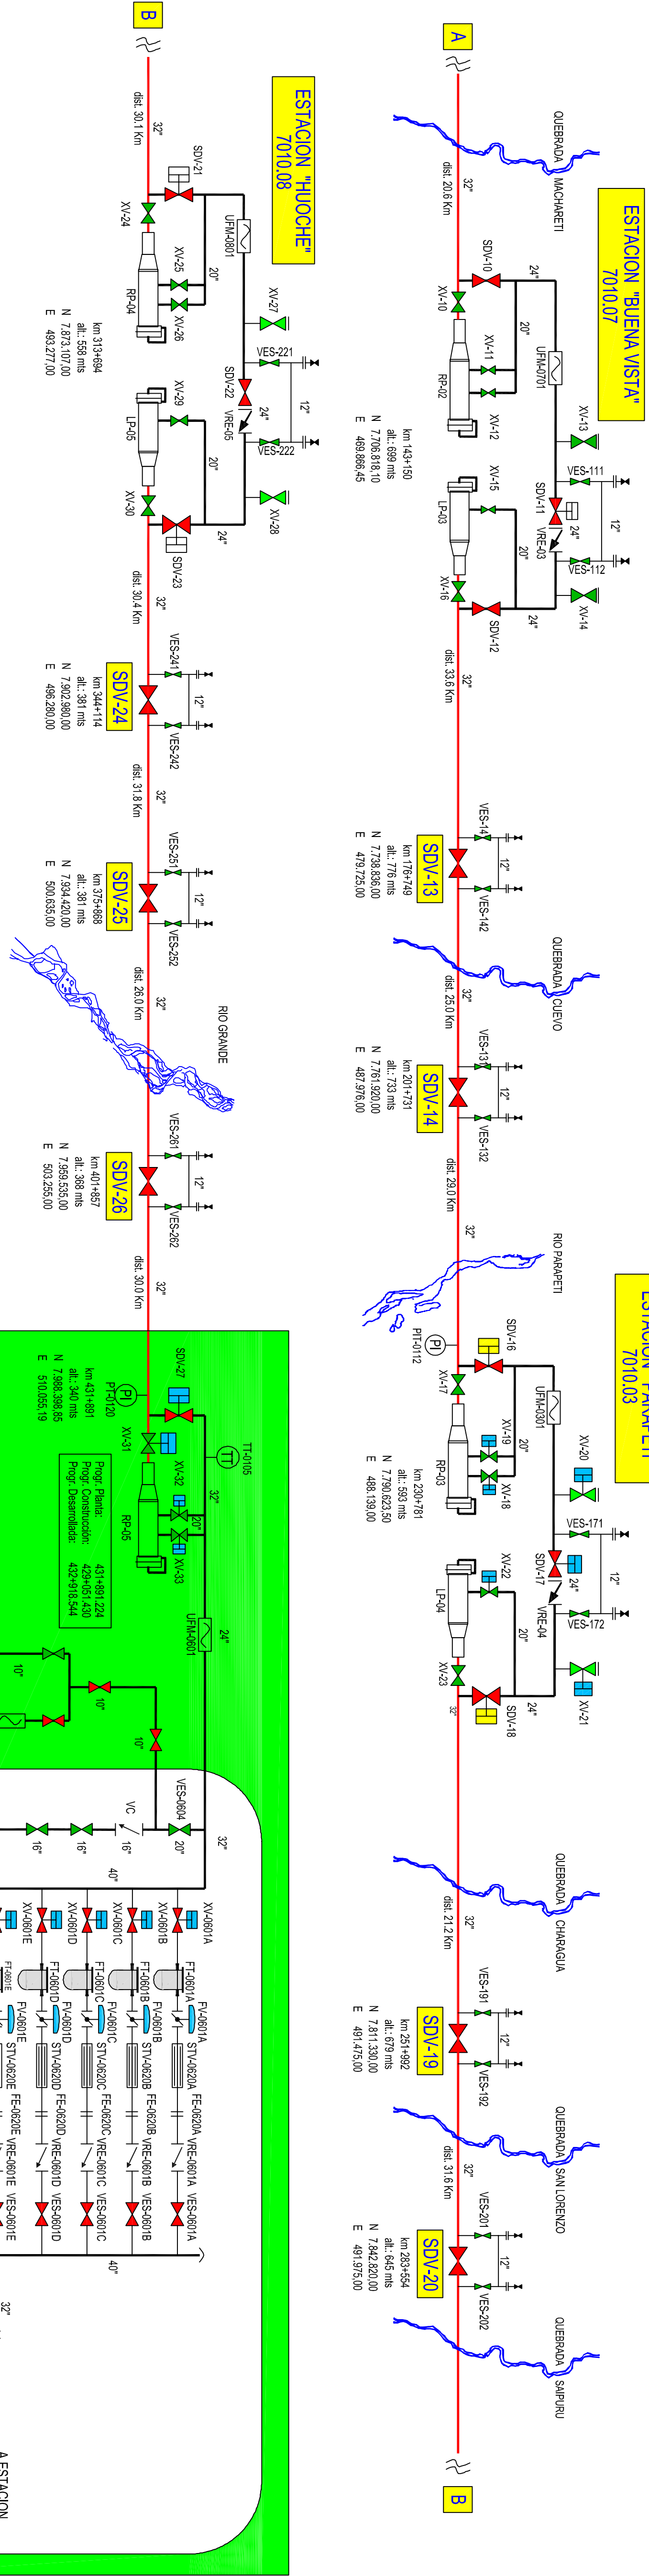 A
QUEBRADA MACHARETI
32"
dist. 20.6 Km
ESTACION "BUENA VISTA"
7010.07
SDV-10
XV-10
24"
20"
UFM-0701
XV-11
XV-12
RP-02
XV-13
VES-111
12"
SDV-11
24"
VRE-03
VES-112
XV-14
XV-15
LP-03
20"
24"
XV-16
SDV-12
km 143+150
alt.: 699 mts
N 7.706.818,10
E 469.866,45
32"
dist. 33.6 Km
VES-14
12"
VES-142
SDV-13
km 176+749
alt.: 776 mts
N 7.738.836,00
E 479.725,00
QUEBRADA CUEVO
32"
dist. 25.0 Km
VES-131
12"
VES-132
SDV-14
km 201+731
alt.: 733 mts
N 7.761.920,00
E 487.976,00
32"
dist. 29.0 Km
RIO PARAPETI
7010.03
PI
PIT-0112
SDV-16
XV-17
UFM-0301
20"
XV-19
XV-18
RP-03
XV-20
VES-171
12"
SDV-17
24"
VRE-04
VES-172
XV-21
XV-22
LP-04
20"
24"
XV-23
SDV-18
32"
km 230+781
alt.: 593 mts
N 7.790.623,50
E 488.139,00
QUEBRADA CHARAGUA
32"
dist. 21.2 Km
VES-191
12"
VES-192
SDV-19
km 251+992
alt.: 679 mts
N 7.811.330,00
E 491.475,00
QUEBRADA SAN LORENZO
32"
dist. 31.6 Km
VES-201
12"
VES-202
SDV-20
km 283+554
alt.: 645 mts
N 7.842.820,00
E 491.975,00
QUEBRADA SAIPURU
B
B
32"
dist. 30.1 Km
ESTACION "HUOCHE"
7010.08
SDV-21
XV-24
UFM-0801
20"
XV-25
XV-26
RP-04
XV-27
VES-221
12"
SDV-22
24"
VRE-05
VES-222
XV-28
XV-29
LP-05
20"
24"
XV-30
SDV-23
km 313+694
alt.: 558 mts
N 7.873.107,00
E 493.277,00
32"
dist. 30.4 Km
VES-241
12"
VES-242
SDV-24
km 344+114
alt.: 381 mts
N 7.902.980,00
E 496.280,00
32"
dist. 31.8 Km
VES-251
12"
VES-252
SDV-25
km 375+868
alt.: 381 mts
N 7.934.420,00
E 500.635,00
RIO GRANDE
32"
dist. 26.0 Km
VES-261
12"
VES-262
SDV-26
km 401+857
alt.: 368 mts
N 7.959.535,00
E 503.255,00
32"
dist. 30.0 Km
SDV-27
PI
PT-0120
XV-31
TT
TT-0105
32"
XV-32
20"
XV-33
RP-05
UFM-0601
24"
km 431+891
alt.: 340 mts
N 7.988.398,85
E 510.055,19
Progr. Planta: 431+891.224
Progr. Construcción: 429+051.430
Progr. Desarrollada: 432+918.544
10"
10"
10"
VES-0604
20"
VC
16"
16"
16"
32"
40"
XV-0601A
FT-0601A
FV-0601A
STV-0620A
FE-0620A
VRE-0601A
VES-0601A
XV-0601B
FT-0601B
FV-0601B
STV-0620B
FE-0620B
VRE-0601B
VES-0601B
XV-0601C
FT-0601C
FV-0601C
STV-0620C
FE-0620C
VRE-0601C
VES-0601C
XV-0601D
FT-0601D
FV-0601D
STV-0620D
FE-0620D
VRE-0601D
VES-0601D
XV-0601E
FT-0601E
FV-0601E
STV-0620E
FE-0620E
VRE-0601E
VES-0601E
40"
32"
A ESTACION